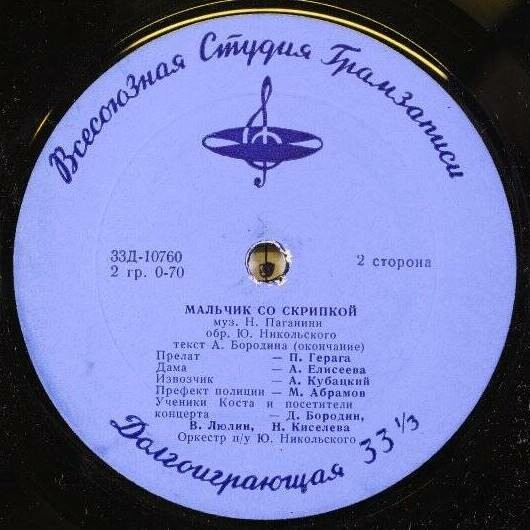 Всесоюзная Студия Грамзаписи
33Д-10760
2 гр. 0-70
2 сторона
МАЛЬЧИК СО СКРИПКОЙ
муз. Н. Паганини
обр. Ю. Никольского
текст А. Бородина (окончание)
Прелат — П. Герага
Дама — А. Елисеева
Извозчик — А. Кубацкий
Префект полиции — М. Абрамов
Ученики Коста и посетители
концерта — Д. Бородин,
В. Люлин, Н. Киселева
Оркестр п/у Ю. Никольского
Долгоиграющая 33 1/3